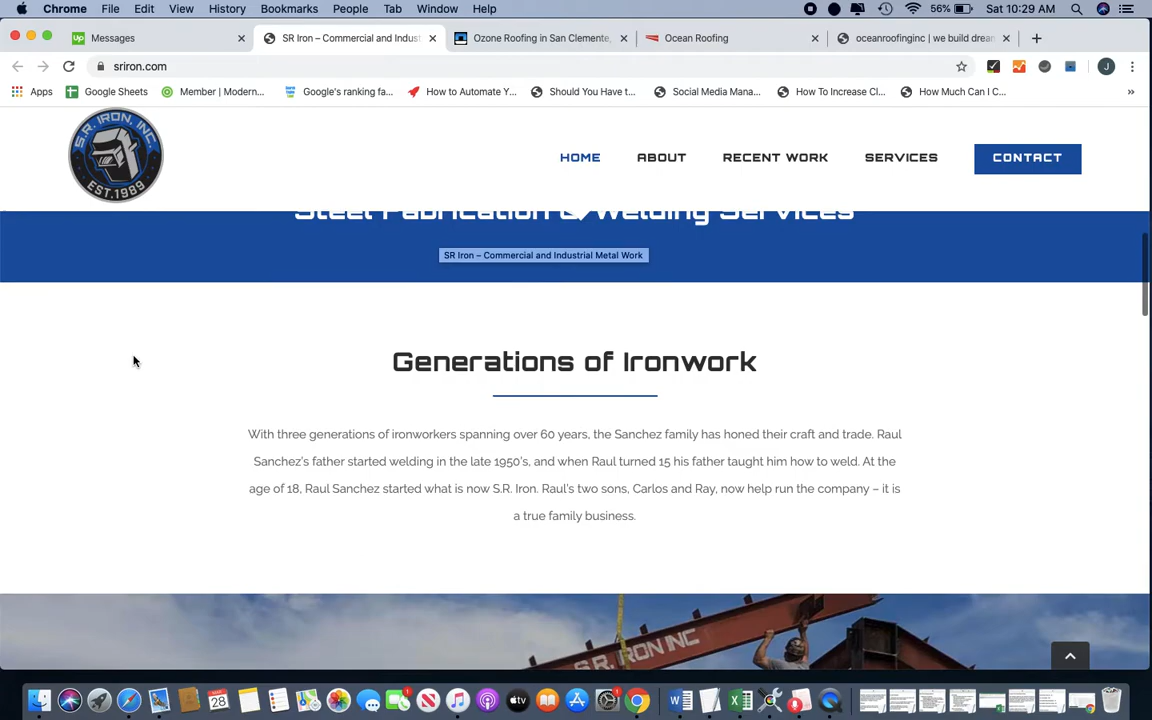 Chrome File Edit View History Bookmarks People Tab Window Help 56% Sat 10:29 AM
Up Messages SR Iron – Commercial and Indust Ozone Roofing in San Clemente, Ocean Roofing oceanroofinginc | we build dream
sriron.com J
Apps Google Sheets Member | Modern... Google's ranking fa... How to Automate Y... Should You Have t... Social Media Mana... How To Increase Cl... How Much Can I C... »
S.R. IRON, INC.
EST. 1989
HOME ABOUT RECENT WORK SERVICES CONTACT
Steel Fabrication & Welding Services
SR Iron – Commercial and Industrial Metal Work
Generations of Ironwork
With three generations of ironworkers spanning over 60 years, the Sanchez family has honed their craft and trade. Raul
Sanchez's father started welding in the late 1950's, and when Raul turned 15 his father taught him how to weld. At the
age of 18, Raul Sanchez started what is now S.R. Iron. Raul's two sons, Carlos and Ray, now help run the company – it is
a true family business.
S.R. IRON INC
MAR
28
tv